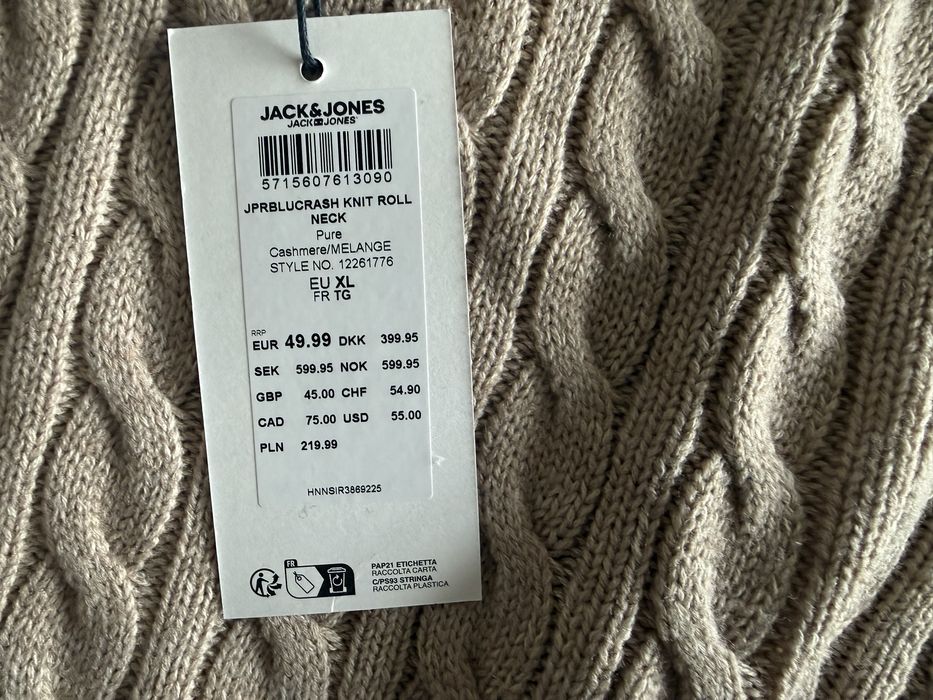 JACK&JONES
JACK JONES
5715607613090
JPRBLUCRASH KNIT ROLL
NECK
Pure
Cashmere/MELANGE
STYLE NO. 12261776
EU XL
FR TG
RRP
EUR 49.99 DKK 399.95
SEK 599.95 NOK 599.95
GBP 45.00 CHF 54.90
CAD 75.00 USD 55.00
PLN 219.99
HNNSIR3869225
FR
PAP21 ETICHETTA
RACCOLTA CARTA
C/PS93 STRINGA
RACCOLTA PLASTICA